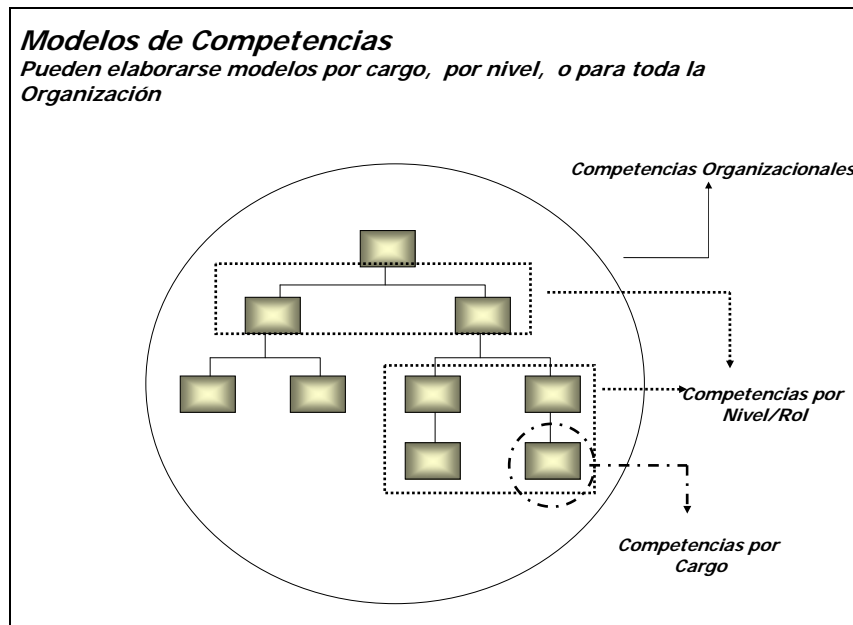 Modelos de Competencias
Pueden elaborarse modelos por cargo, por nivel, o para toda la
Organización
Competencias Organizacionales
Competencias por
Nivel/Rol
Competencias por
Cargo